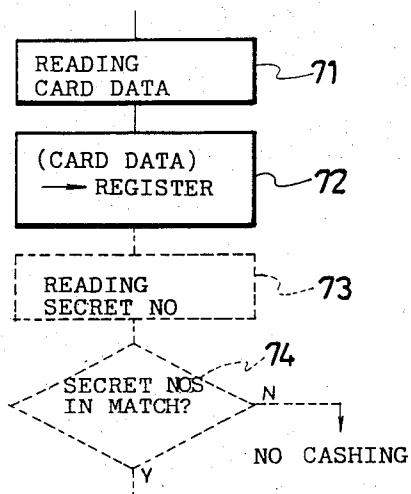 READING
CARD DATA
71
(CARD DATA)
→ REGISTER
72
READING
SECRET NO
73
74
SECRET NOS
IN MATCH?
N
NO CASHING
Y